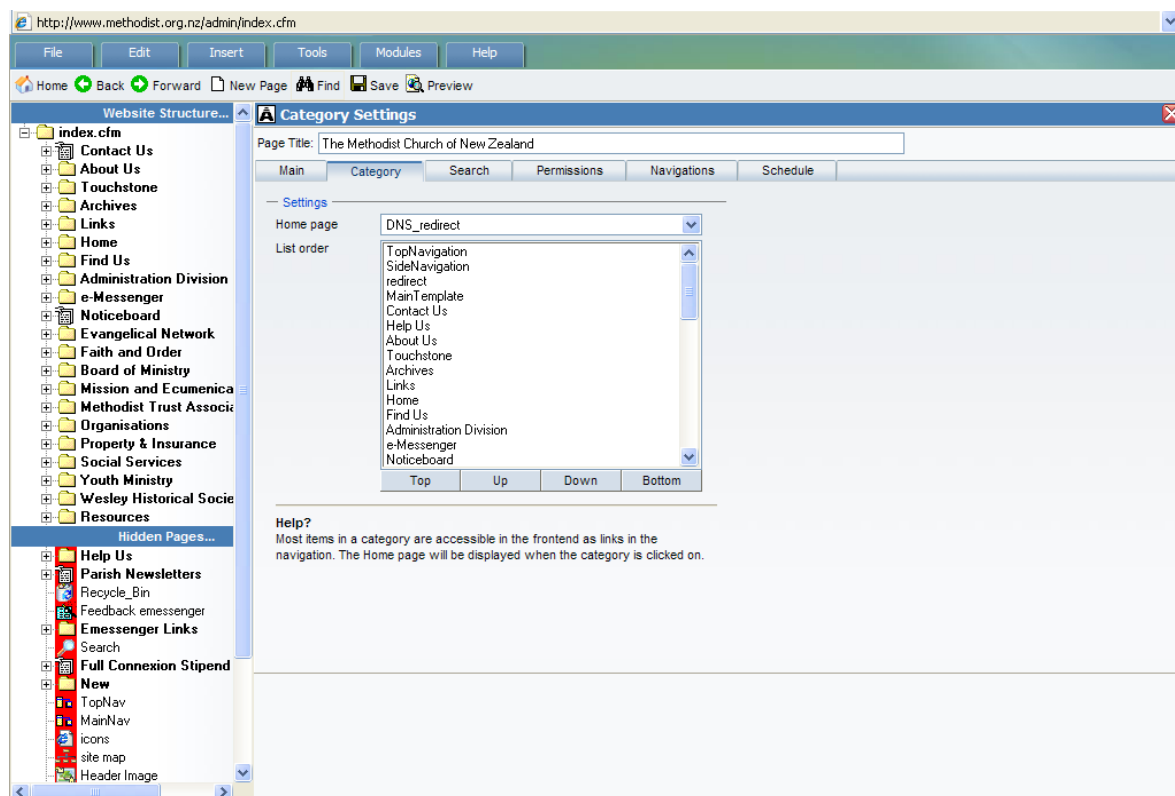 http://www.methodist.org.nz/admin/index.cfm
File Edit Insert Tools Modules Help
Home Back Forward New Page Find Save Preview
Website Structure...
index.cfm
Contact Us
About Us
Touchstone
Archives
Links
Home
Find Us
Administration Division
e-Messenger
Noticeboard
Evangelical Network
Faith and Order
Board of Ministry
Mission and Ecumenica
Methodist Trust Associa
Organisations
Property & Insurance
Social Services
Youth Ministry
Wesley Historical Socie
Resources
Hidden Pages...
Help Us
Parish Newsletters
Recycle_Bin
Feedback emessenger
Emessenger Links
Search
Full Connexion Stipend
New
TopNav
MainNav
icons
site map
Header Image
Category Settings
Page Title: The Methodist Church of New Zealand
Main Category Search Permissions Navigations Schedule
Settings
Home page DNS_redirect
List order
TopNavigation
SideNavigation
redirect
MainTemplate
Contact Us
Help Us
About Us
Touchstone
Archives
Links
Home
Find Us
Administration Division
e-Messenger
Noticeboard
Top Up Down Bottom
Help?
Most items in a category are accessible in the frontend as links in the
navigation. The Home page will be displayed when the category is clicked on.